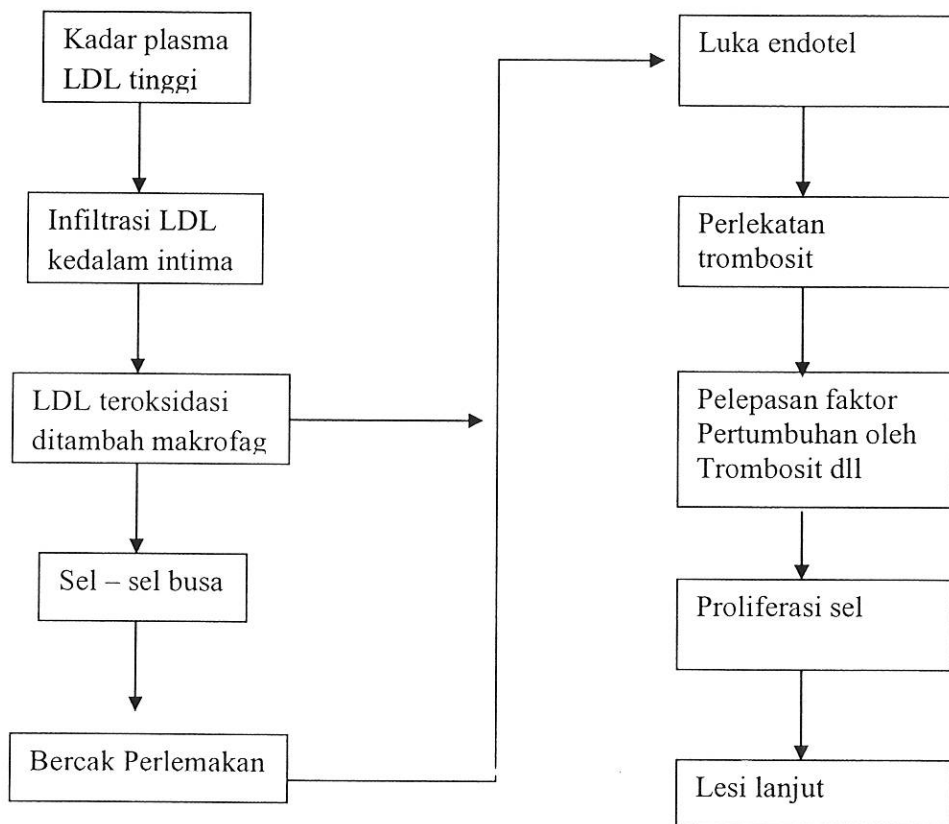 Kadar plasma
LDL tinggi
Infiltrasi LDL
kedalam intima
LDL teroksidasi
ditambah makrofag
Sel – sel busa
Bercak Perlemakan
Luka endotel
Perlekatan
trombosit
Pelepasan faktor
Pertumbuhan oleh
Trombosit dll
Proliferasi sel
Lesi lanjut